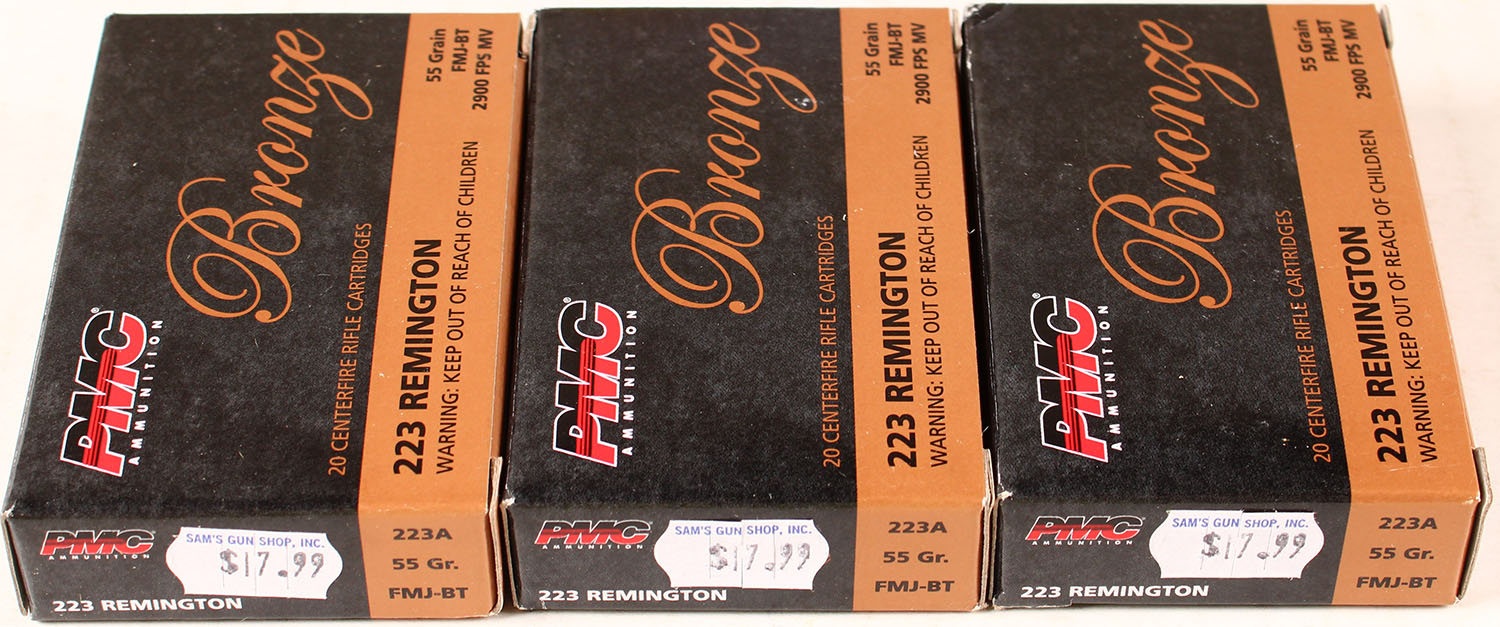 PMC®
AMMUNITION
Bronze
20 CENTERFIRE RIFLE CARTRIDGES
223 REMINGTON
WARNING: KEEP OUT OF REACH OF CHILDREN
55 Grain
FMJ-BT
2900 FPS MV
PMC
AMMUNITION
SAM'S GUN SHOP, INC.
$17.99
223 REMINGTON
223A
55 Gr.
FMJ-BT
PMC®
AMMUNITION
Bronze
20 CENTERFIRE RIFLE CARTRIDGES
223 REMINGTON
WARNING: KEEP OUT OF REACH OF CHILDREN
55 Grain
FMJ-BT
2900 FPS MV
PMC
AMMUNITION
SAM'S GUN SHOP, INC.
$17.99
223 REMINGTON
223A
55 Gr.
FMJ-BT
PMC®
AMMUNITION
Bronze
20 CENTERFIRE RIFLE CARTRIDGES
223 REMINGTON
WARNING: KEEP OUT OF REACH OF CHILDREN
55 Grain
FMJ-BT
2900 FPS MV
PMC
AMMUNITION
SAM'S GUN SHOP, INC.
$17.99
223 REMINGTON
223A
55 Gr.
FMJ-BT